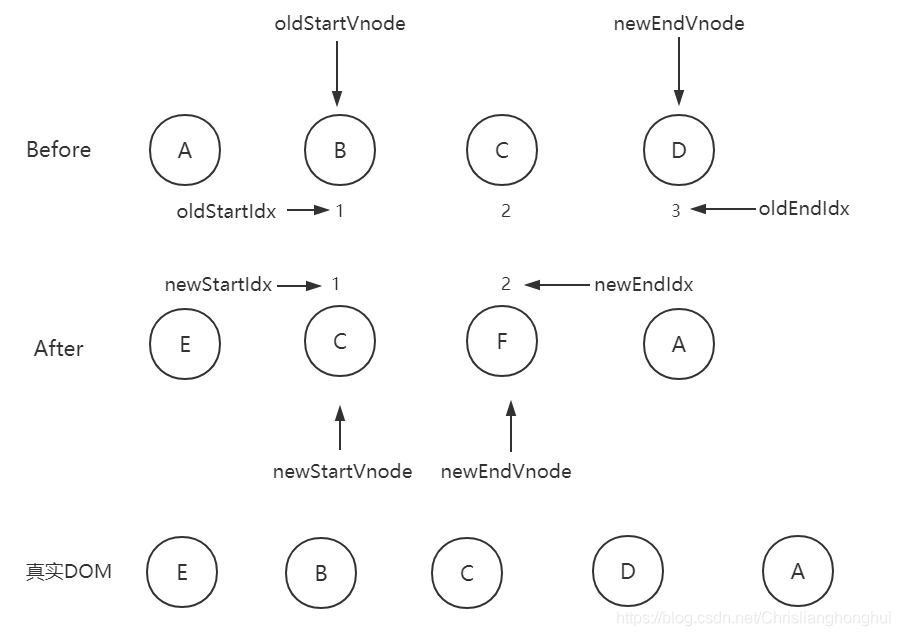 oldStartVnode newEndVnode
Before A B C D
oldStartIdx 1 2 3 oldEndIdx
newStartIdx 1 2 newEndIdx
After E C F A
newStartVnode newEndVnode
真实DOM E B C D A
https://blog.csdn.net/Chrislianghonghui